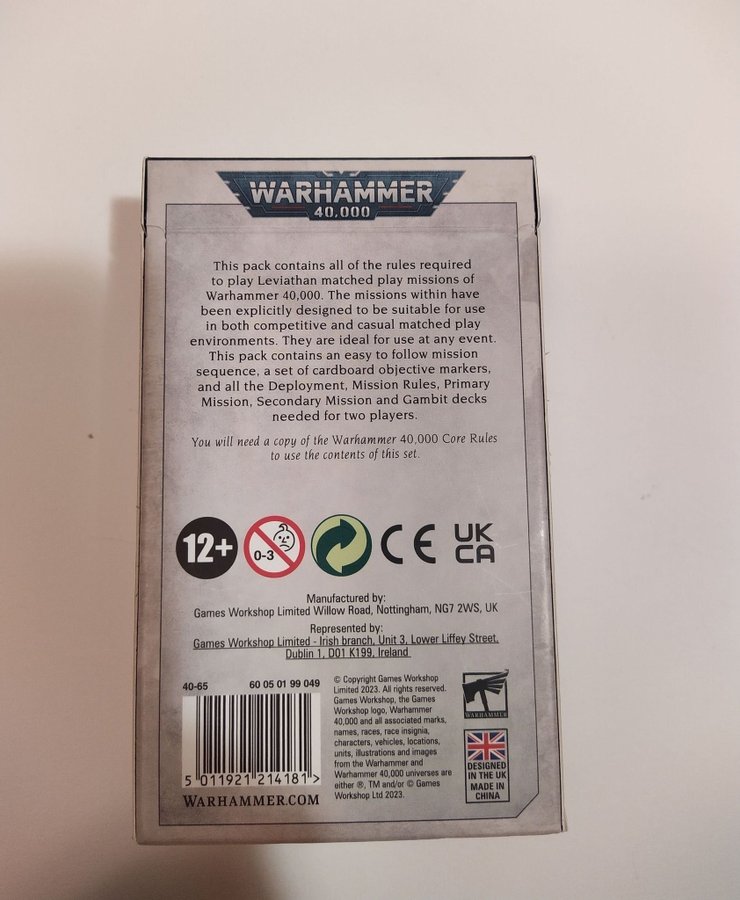 WARHAMMER
40,000
This pack contains all of the rules required
to play Leviathan matched play missions of
Warhammer 40,000. The missions within have
been explicitly designed to be suitable for use
in both competitive and casual matched play
environments. They are ideal for use at any event.
This pack contains an easy to follow mission
sequence, a set of cardboard objective markers,
and all the Deployment, Mission Rules, Primary
Mission, Secondary Mission and Gambit decks
needed for two players.
You will need a copy of the Warhammer 40,000 Core Rules
to use the contents of this set.
12+
0-3
CE
UK
CA
Manufactured by:
Games Workshop Limited Willow Road, Nottingham, NG7 2WS, UK
Represented by:
Games Workshop Limited - Irish branch, Unit 3, Lower Liffey Street,
Dublin 1, D01 K199, Ireland
40-65 60 05 01 99 049
5 011921 214181 >
WARHAMMER.COM
© Copyright Games Workshop
Limited 2023. All rights reserved.
Games Workshop, the Games
Workshop logo, Warhammer
40,000 and all associated marks,
names, races, race insignia,
characters, vehicles, locations,
units, illustrations and images
from the Warhammer and
Warhammer 40,000 universes are
either ®, TM and/or © Games
Workshop Ltd 2023.
WARHAMMER
DESIGNED
IN THE UK
MADE IN
CHINA